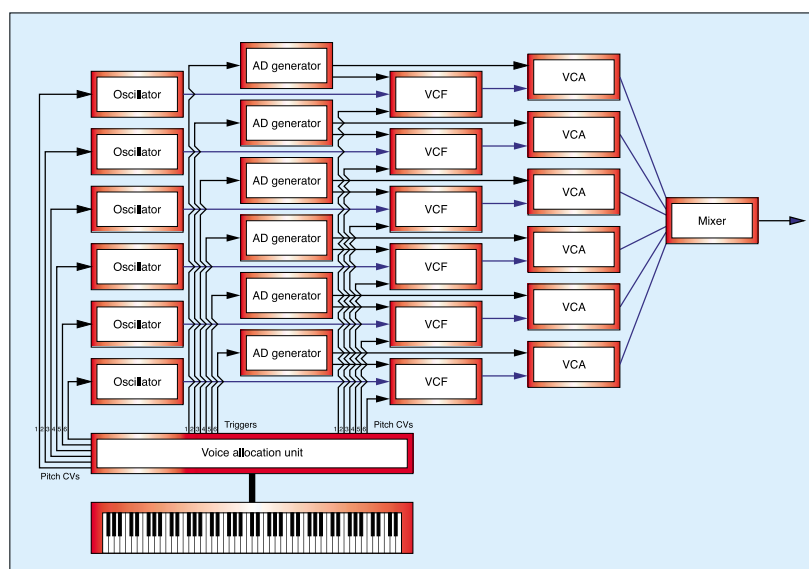 AD generator
VCA
Oscillator
VCF
AD generator
VCA
Oscillator
VCF
AD generator
VCA
Oscillator
VCF
Mixer
AD generator
VCA
Oscillator
VCF
AD generator
VCA
Oscillator
VCF
AD generator
VCA
Oscillator
VCF
1 2 3 4 5 6
Triggers
1 2 3 4 5 6
Pitch CVs
1 2 3 4 5 6
Voice allocation unit
Pitch CVs